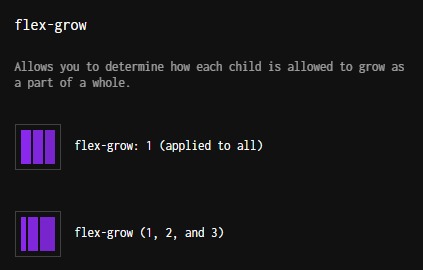 flex-grow
Allows you to determine how each child is allowed to grow as
a part of a whole.
flex-grow: 1 (applied to all)
flex-grow (1, 2, and 3)